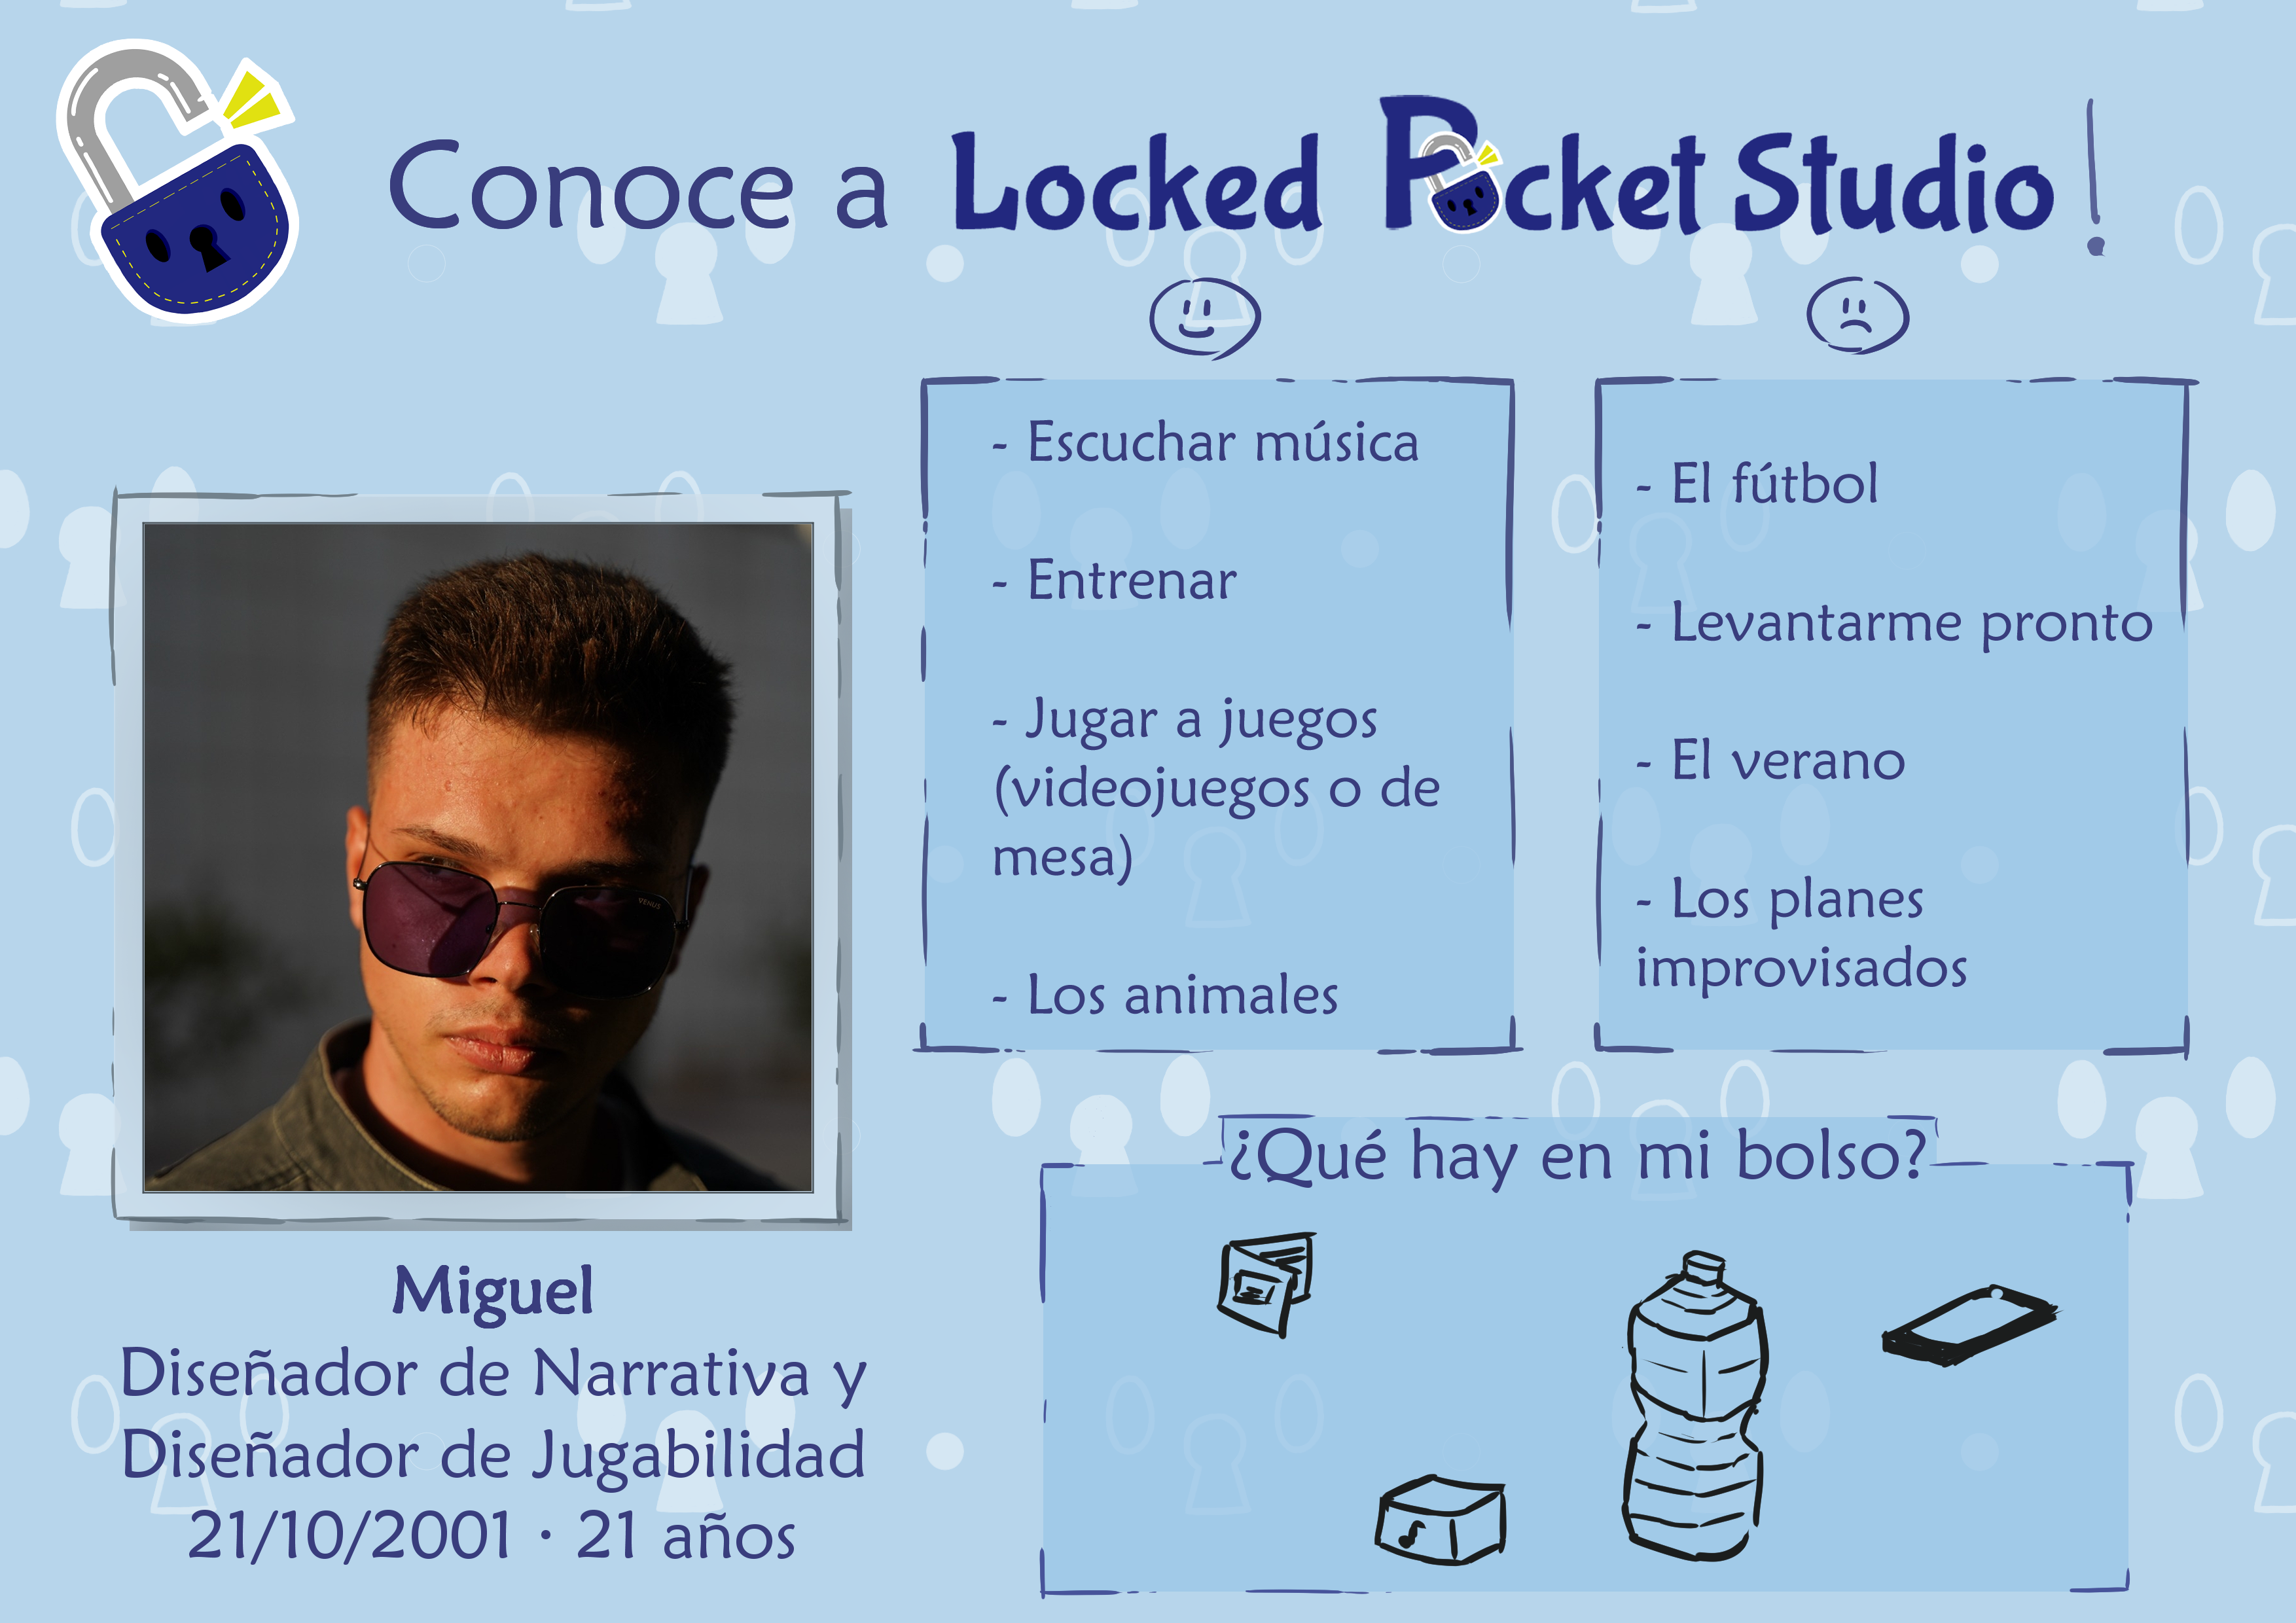 Conoce a Locked Pocket Studio!
- Escuchar música
- Entrenar
- Jugar a juegos
(videojuegos o de
mesa)
- Los animales
- El fútbol
- Levantarme pronto
- El verano
- Los planes
improvisados
VENUS
Miguel
Diseñador de Narrativa y
Diseñador de Jugabilidad
21/10/2001 · 21 años
¿Qué hay en mi bolso?